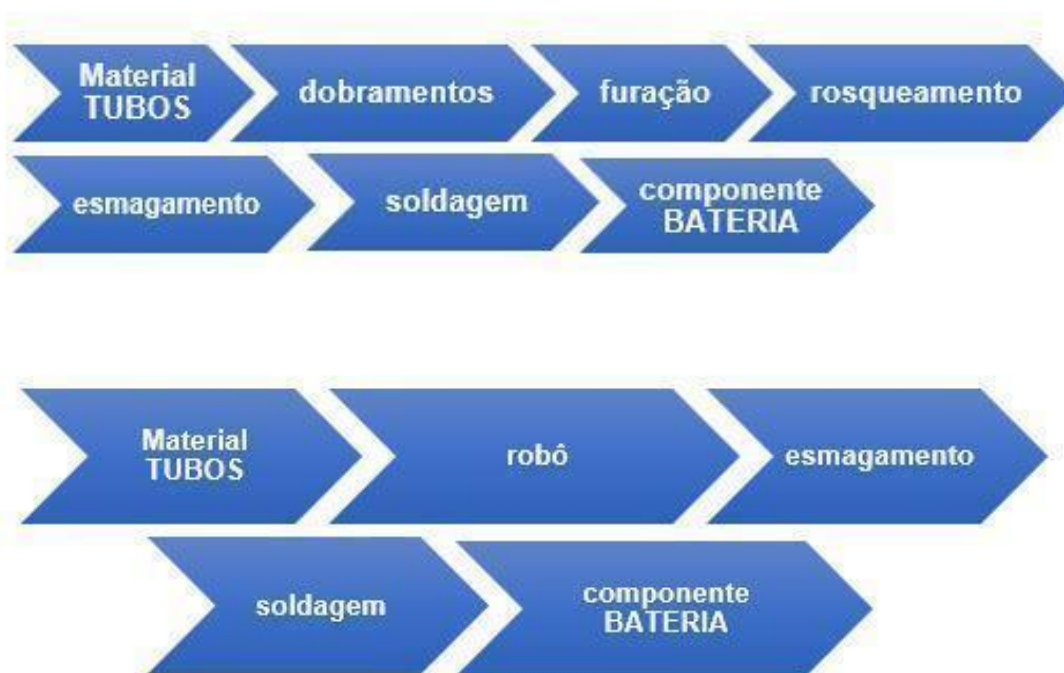 Material
TUBOS
dobramentos
furação
rosqueamento
esmagamento
soldagem
componente
BATERIA
Material
TUBOS
robô
esmagamento
soldagem
componente
BATERIA